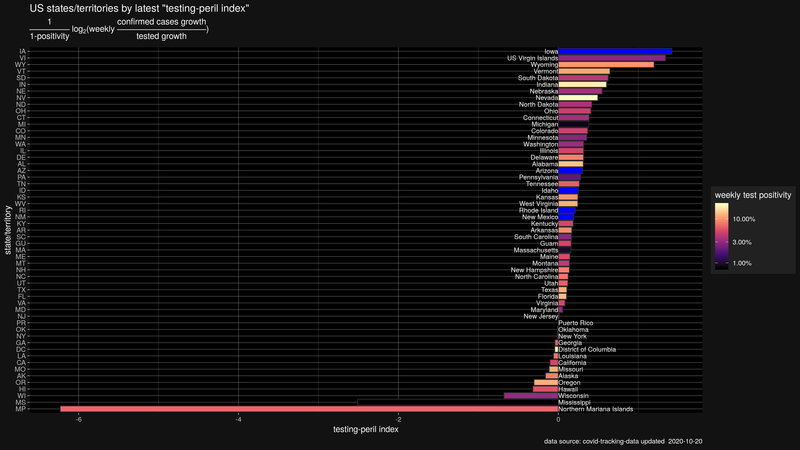 US states/territories by latest "testing-peril index"
1 confirmed cases growth
log2(weekly )
1-positivity tested growth
IA Iowa
VI US Virgin Islands
WY Wyoming
VT Vermont
SD South Dakota
IN Indiana
NE Nebraska
NV Nevada
ND North Dakota
OH Ohio
CT Connecticut
MI Michigan
CO Colorado
MN Minnesota
WA Washington
IL Illinois
DE Delaware
AL Alabama
AZ Arizona
PA Pennsylvania
TN Tennessee
ID Idaho
KS Kansas
WV West Virginia
RI Rhode Island
NM New Mexico
KY Kentucky
AR Arkansas
SC South Carolina
GU Guam
MA Massachusetts
ME Maine
MT Montana
NH New Hampshire
NC North Carolina
UT Utah
TX Texas
FL Florida
VA Virginia
MD Maryland
NJ New Jersey
PR Puerto Rico
OK Oklahoma
NY New York
GA Georgia
DC District of Columbia
LA Louisiana
CA California
MO Missouri
AK Alaska
OR Oregon
HI Hawaii
WI Wisconsin
MS Mississippi
MP Northern Mariana Islands
state/territory
-6 -4 -2 0
testing-peril index
weekly test positivity
10.00%
3.00%
1.00%
data source: covid-tracking-data updated 2020-10-20